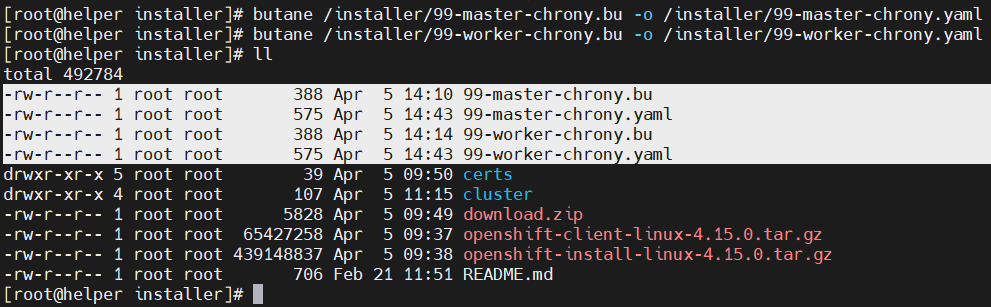 [root@helper installer]# butane /installer/99-master-chrony.bu -o /installer/99-master-chrony.yaml
[root@helper installer]# butane /installer/99-worker-chrony.bu -o /installer/99-worker-chrony.yaml
[root@helper installer]# ll
total 492784
-rw-r--r-- 1 root root       388 Apr  5 14:10 99-master-chrony.bu
-rw-r--r-- 1 root root       575 Apr  5 14:43 99-master-chrony.yaml
-rw-r--r-- 1 root root       388 Apr  5 14:14 99-worker-chrony.bu
-rw-r--r-- 1 root root       575 Apr  5 14:43 99-worker-chrony.yaml
drwxr-xr-x 5 root root        39 Apr  5 09:50 certs
drwxr-xr-x 4 root root       107 Apr  5 11:15 cluster
-rw-r--r-- 1 root root      5828 Apr  5 09:49 download.zip
-rw-r--r-- 1 root root  65427258 Apr  5 09:37 openshift-client-linux-4.15.0.tar.gz
-rw-r--r-- 1 root root 439148837 Apr  5 09:38 openshift-install-linux-4.15.0.tar.gz
-rw-r--r-- 1 root root       706 Feb 21 11:51 README.md
[root@helper installer]#